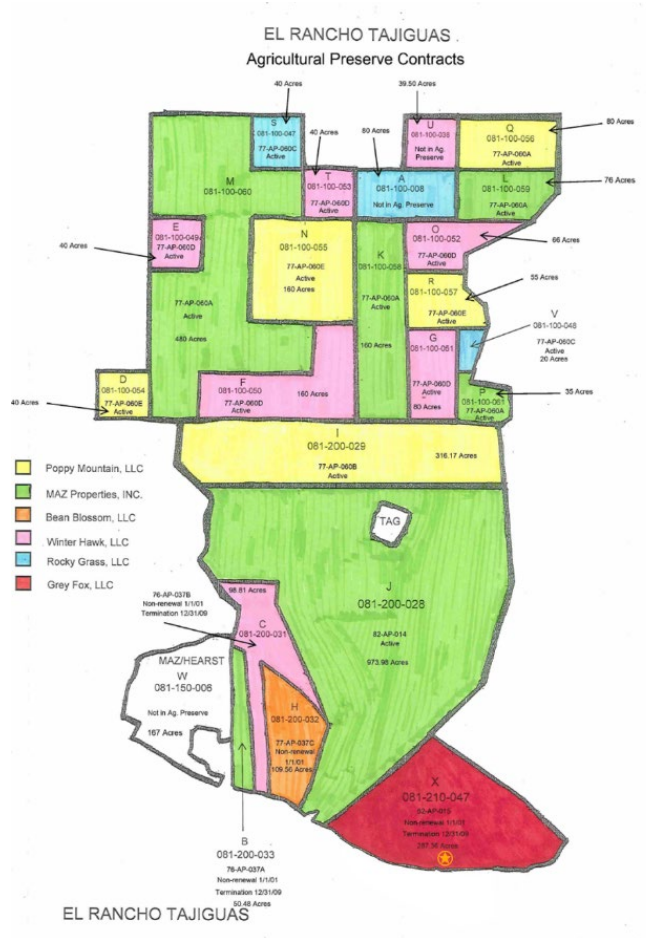 EL RANCHO TAJIGUAS .
Agricultural Preserve Contracts
40 Acres
39.50 Acres
80 Acres
40 Acres
80 Acres
S
081-100-047
77-AP-060C
Active
U
081-100-036
Not in Ag.
Preserve
Q
081-100-056
77-AP-060A
Active
M
081-100-060
T
081-100-053
77-AP-060D
Active
A
081-100-008
Not in Ag. Preserve
L
081-100-059
77-AP-060A
Active
76 Acres
E
081-100-049
77-AP-060D
Active
40 Acres
N
081-100-055
77-AP-060E
Active
160 Acres
K
081-100-058
77-AP-060A
Active
160 Acres
O
081-100-052
77-AP-060D
Active
66 Acres
R
081-100-057
77-AP-060E
Active
55 Acres
77-AP-060A
Active
480 Acres
V
081-100-048
77-AP-060C
Active
20 Acres
G
081-100-051
77-AP-060D
Active
80 Acres
D
081-100-054
77-AP-060E
Active
40 Acres
F
081-100-050
77-AP-060D
Active
160 Acres
P
081-100-061
77-AP-060A
Active
35 Acres
I
081-200-029
316.17 Acres
77-AP-060B
Active
Poppy Mountain, LLC
MAZ Properties, INC.
Bean Blossom, LLC
Winter Hawk, LLC
Rocky Grass, LLC
Grey Fox, LLC
TAG
J
081-200-028
82-AP-014
Active
973.98 Acres
98.81 Acres
76-AP-037B
Non-renewal 1/1/01
Termination 12/31/09
C
081-200-031
MAZ/HEARST
W
081-150-006
Not in Ag. Preserve
167 Acres
H
081-200-032
77-AP-037C
Non-renewal
1/1/01
109.56 Acres
X
081-210-047
82-AP-015
Non-renewal 1/1/01
Termination 12/31/09
287.36 Acres
B
081-200-033
76-AP-037A
Non-renewal 1/1/01
Termination 12/31/09
50.48 Acres
EL RANCHO TAJIGUAS